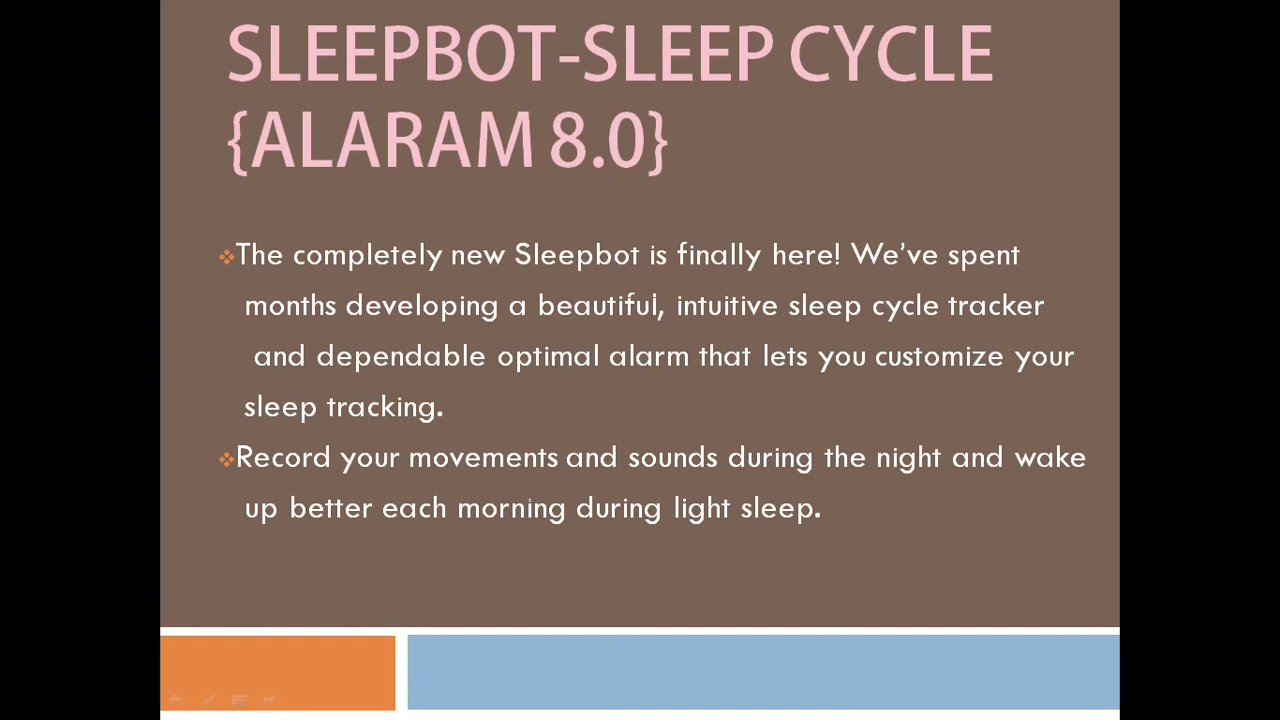 SLEEPBOT-SLEEP CYCLE
{ALARAM 8.0}
The completely new Sleepbot is finally here! We’ve spent
months developing a beautiful, intuitive sleep cycle tracker
and dependable optimal alarm that lets you customize your
sleep tracking.
Record your movements and sounds during the night and wake
up better each morning during light sleep.